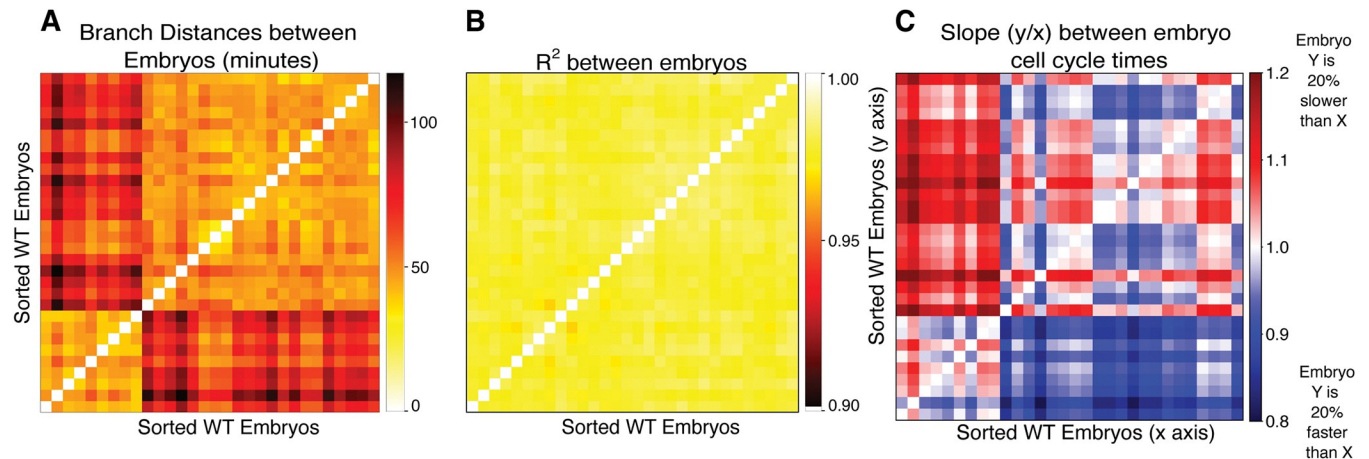 A
Branch Distances between
Embryos (minutes)
Sorted WT Embryos
100
50
0
Sorted WT Embryos
B
R² between embryos
1.00
0.95
0.90
Sorted WT Embryos
C
Slope (y/x) between embryo
cell cycle times
Sorted WT Embryos (y axis)
1.2
1.1
1.0
0.9
0.8
Sorted WT Embryos (x axis)
Embryo
Y is
20%
slower
than X
Embryo
Y is
20%
faster
than X